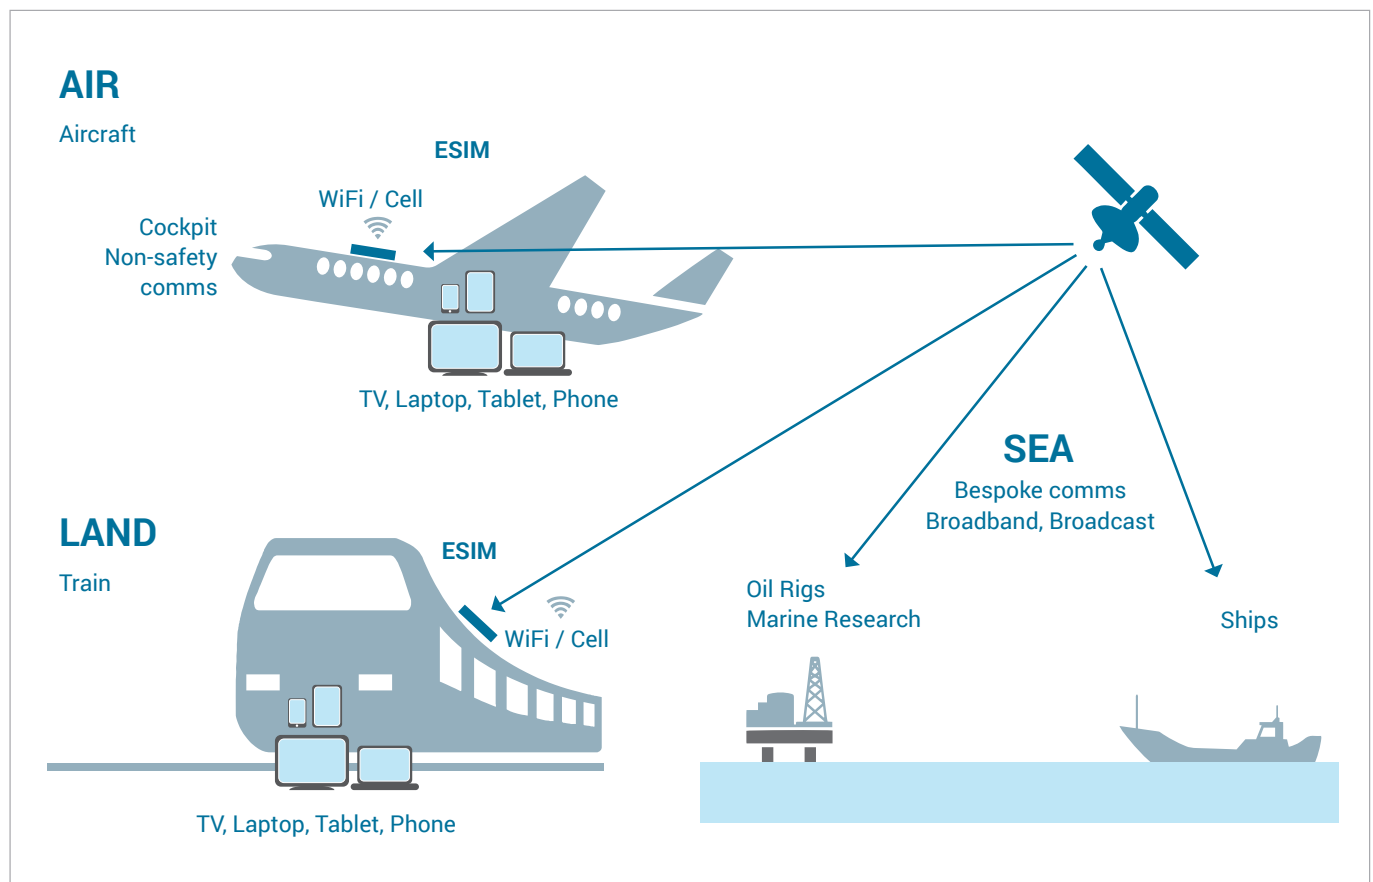 AIR
Aircraft
ESIM
WiFi / Cell
Cockpit
Non-safety
comms
TV, Laptop, Tablet, Phone
SEA
Bespoke comms
Broadband, Broadcast
LAND
Train
ESIM
WiFi / Cell
Oil Rigs
Marine Research
Ships
TV, Laptop, Tablet, Phone